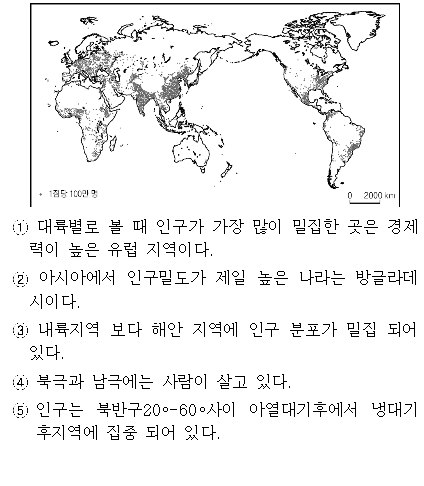 • 1점당 100만 명
0 2000 km
① 대륙별로 볼 때 인구가 가장 많이 밀집한 곳은 경제
력이 높은 유럽 지역이다.
② 아시아에서 인구밀도가 제일 높은 나라는 방글라데
시이다.
③ 내륙지역 보다 해안 지역에 인구 분포가 밀집 되어
있다.
④ 북극과 남극에는 사람이 살고 있다.
⑤ 인구는 북반구20°-60°사이 아열대기후에서 냉대기
후지역에 집중 되어 있다.